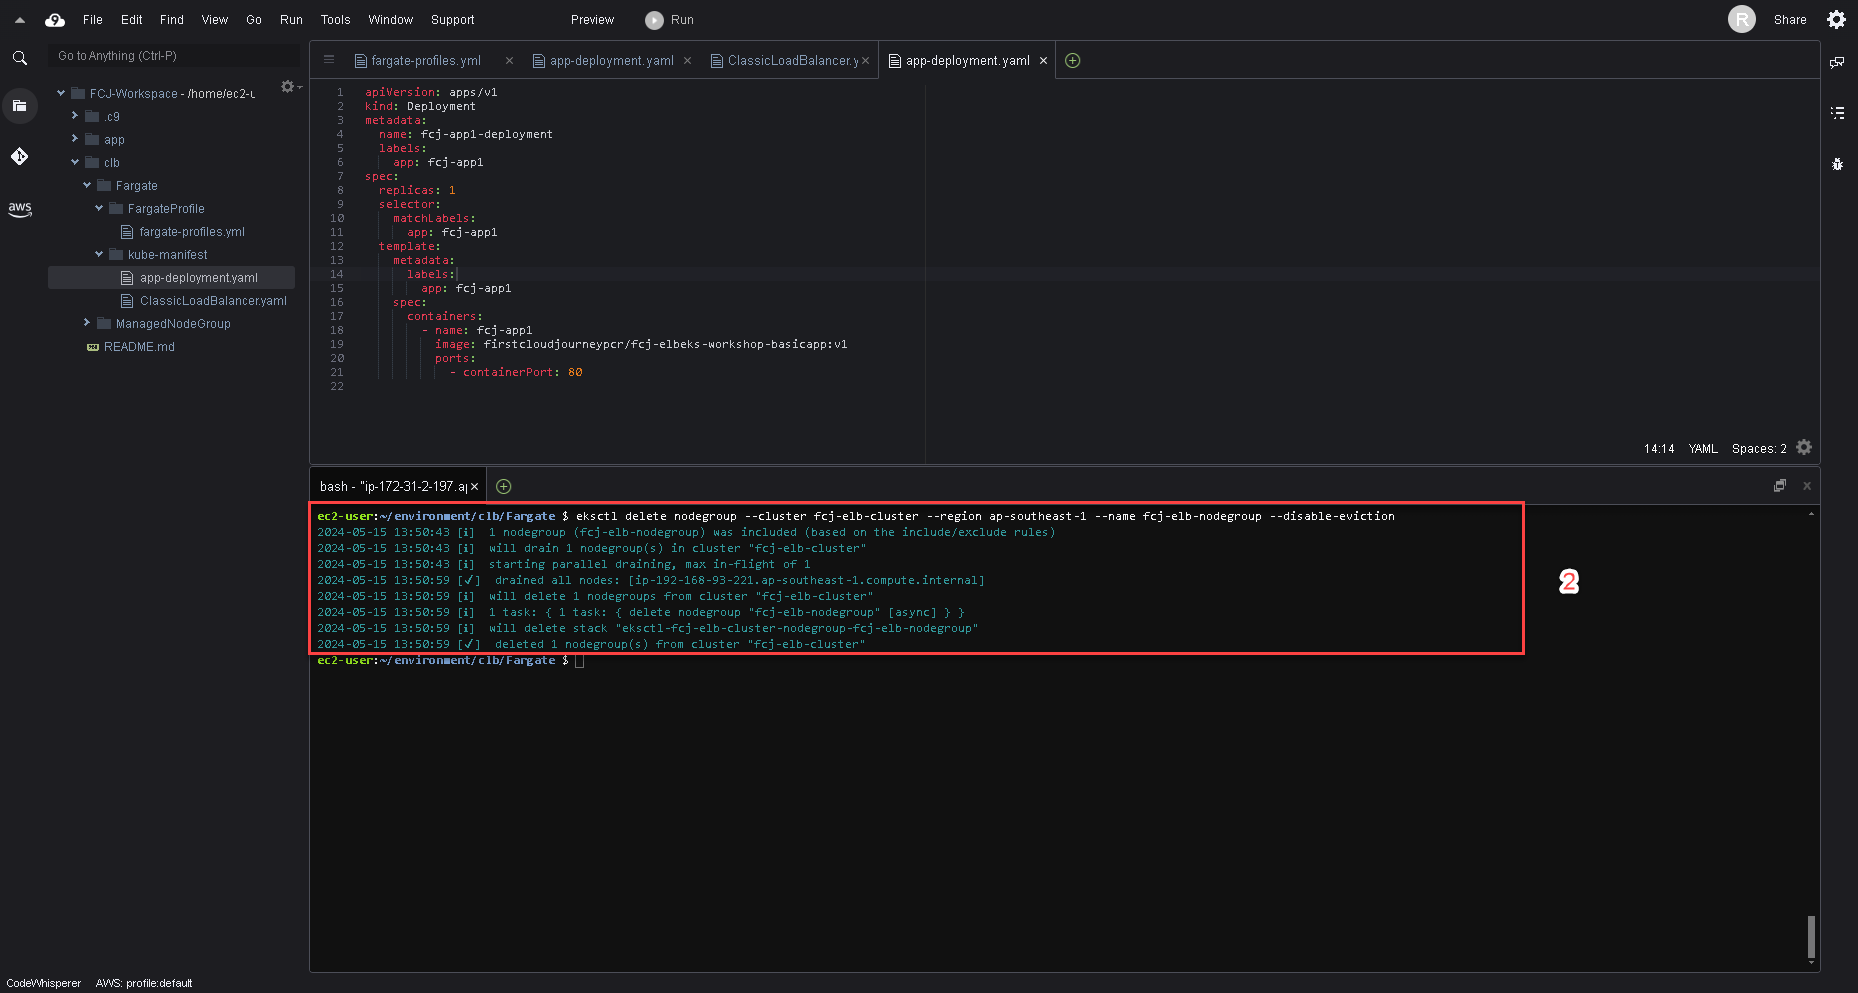 File Edit Find View Go Run Tools Window Support Preview Run R Share
Go to Anything (Ctrl-P)
FCJ-Workspace - /home/ec2-u
.c9
app
clb
Fargate
FargateProfile
fargate-profiles.yml
kube-manifest
app-deployment.yaml
ClassicLoadBalancer.yaml
ManagedNodeGroup
README.md
aws
fargate-profiles.yml app-deployment.yaml ClassicLoadBalancer.y app-deployment.yaml
1 apiVersion: apps/v1
2 kind: Deployment
3 metadata:
4 name: fcj-app1-deployment
5 labels:
6 app: fcj-app1
7 spec:
8 replicas: 1
9 selector:
10 matchLabels:
11 app: fcj-app1
12 template:
13 metadata:
14 labels:
15 app: fcj-app1
16 spec:
17 containers:
18 - name: fcj-app1
19 image: firstcloudjourneypcr/fcj-elbeks-workshop-basicapp:v1
20 ports:
21 - containerPort: 80
22
14:14 YAML Spaces: 2
bash - "ip-172-31-2-197.ap
ec2-user:~/environment/clb/Fargate $ eksctl delete nodegroup --cluster fcj-elb-cluster --region ap-southeast-1 --name fcj-elb-nodegroup --disable-eviction
2024-05-15 13:50:43 [ℹ] 1 nodegroup (fcj-elb-nodegroup) was included (based on the include/exclude rules)
2024-05-15 13:50:43 [ℹ] will drain 1 nodegroup(s) in cluster "fcj-elb-cluster"
2024-05-15 13:50:43 [ℹ] starting parallel draining, max in-flight of 1
2024-05-15 13:50:59 [✔] drained all nodes: [ip-192-168-93-221.ap-southeast-1.compute.internal]
2024-05-15 13:50:59 [ℹ] will delete 1 nodegroups from cluster "fcj-elb-cluster"
2024-05-15 13:50:59 [ℹ] 1 task: { 1 task: { delete nodegroup "fcj-elb-nodegroup" [async] } }
2024-05-15 13:50:59 [ℹ] will delete stack "eksctl-fcj-elb-cluster-nodegroup-fcj-elb-nodegroup"
2024-05-15 13:50:59 [✔] deleted 1 nodegroup(s) from cluster "fcj-elb-cluster"
ec2-user:~/environment/clb/Fargate $
2
CodeWhisperer AWS: profile:default